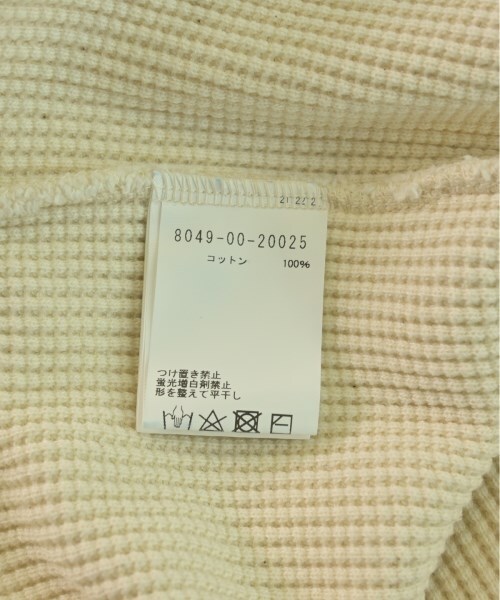 8049-00-20025
コットン 100%
つけ置き禁止
蛍光増白剤禁止
形を整えて平干し